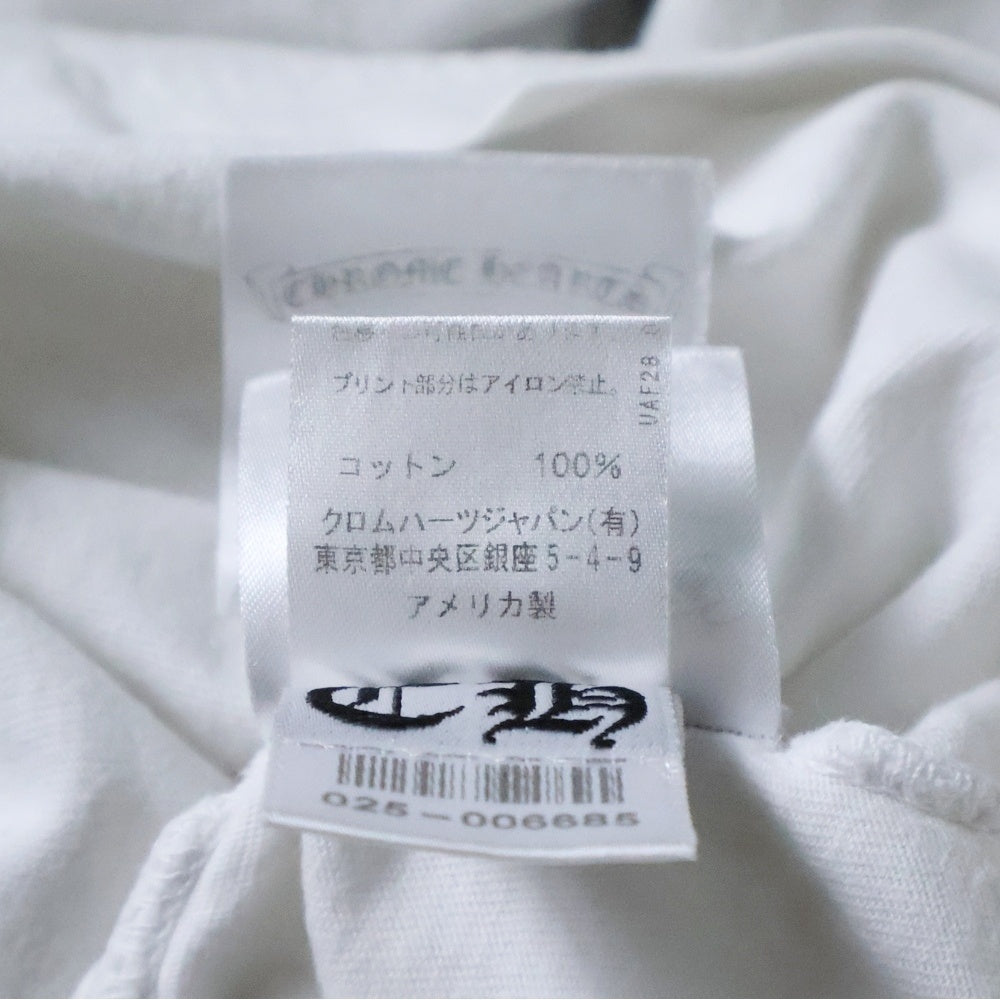 CHROME HEARTS
プリント部分はアイロン禁止。
UAF28
コットン 100%
クロムハーツジャパン(有)
東京都中央区銀座5-4-9
アメリカ製
025-006685